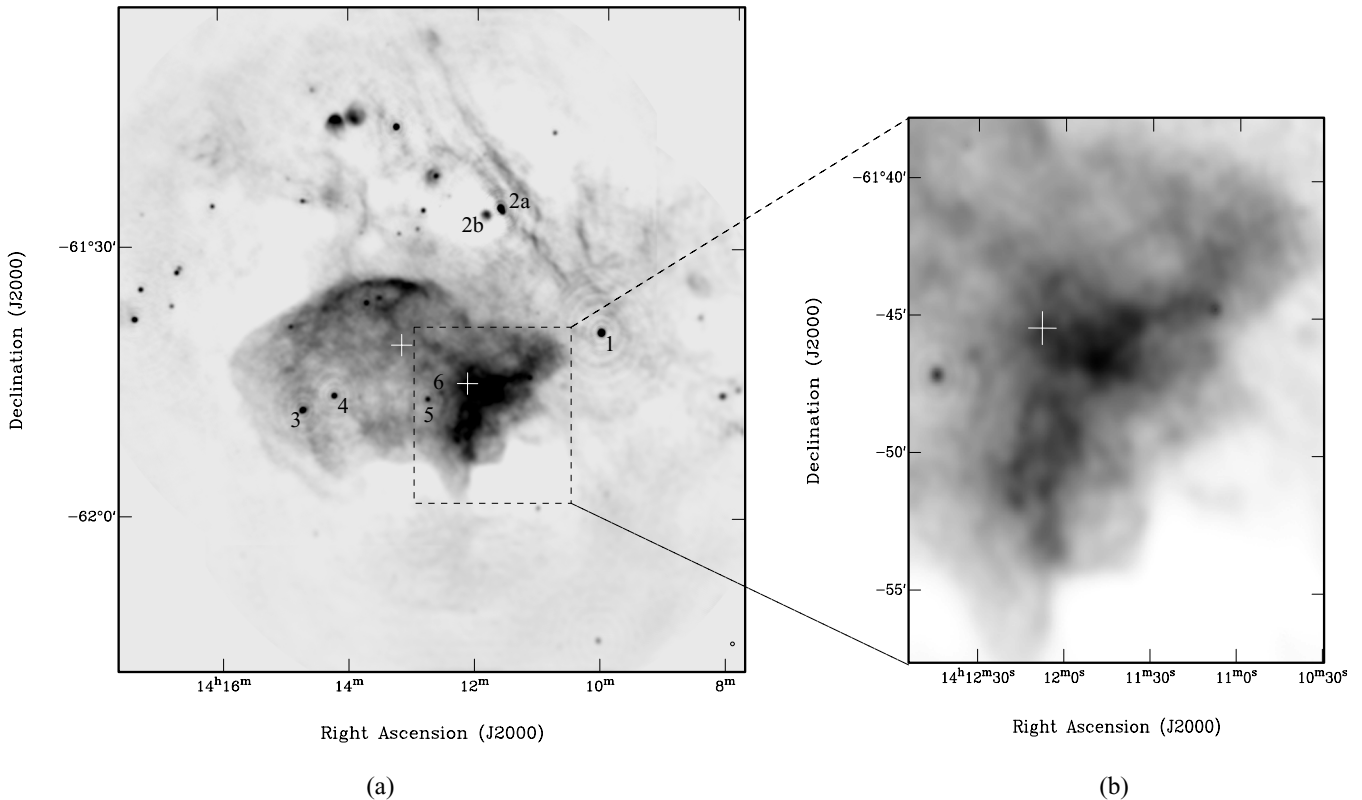 2a
2b
−61°30′
1
6
3
4
5
−62°0′
14ʰ16ᵐ
14ᵐ
12ᵐ
10ᵐ
8ᵐ
Declination (J2000)
Right Ascension (J2000)
(a)
−61°40′
−45′
−50′
−55′
14ʰ12ᵐ30ˢ
12ᵐ0ˢ
11ᵐ30ˢ
11ᵐ0ˢ
10ᵐ30ˢ
Declination (J2000)
Right Ascension (J2000)
(b)